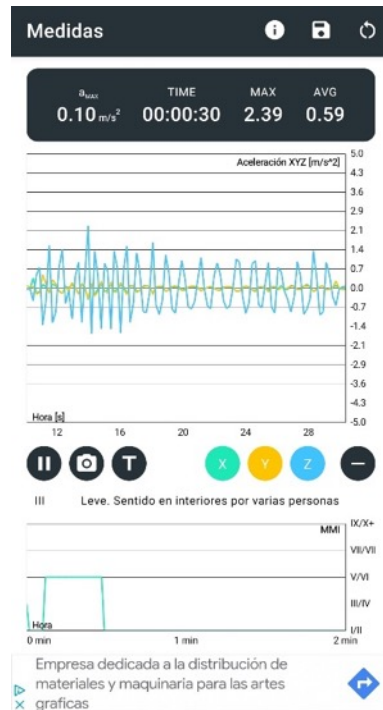 Medidas
aMAX TIME MAX AVG
0.10 m/s² 00:00:30 2.39 0.59
Aceleración XYZ [m/s^2]
5.0
4.3
3.6
2.9
2.1
1.4
0.7
0.0
-0.7
-1.4
-2.1
-2.9
-3.6
-4.3
-5.0
Hora [s]
12 16 20 24 28
T X Y Z
III Leve. Sentido en interiores por varias personas
MMI
IX/X+
VII/VII
V/VI
III/IV
I/II
Hora
0 min 1 min 2 min
Empresa dedicada a la distribución de
materiales y maquinaria para las artes
graficas